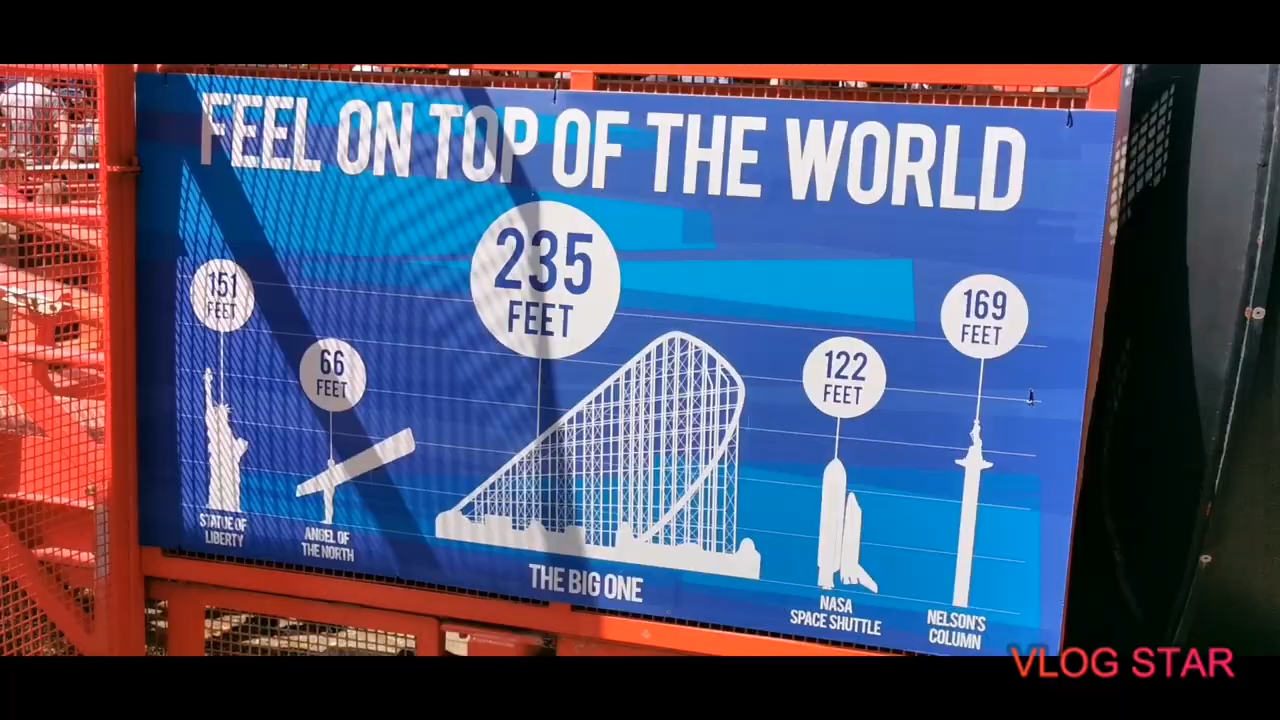 FEEL ON TOP OF THE WORLD
235
FEET
151
FEET
66
FEET
122
FEET
169
FEET
STATUE OF
LIBERTY
ANGEL OF
THE NORTH
THE BIG ONE
NASA
SPACE SHUTTLE
NELSON'S
COLUMN
VLOG STAR